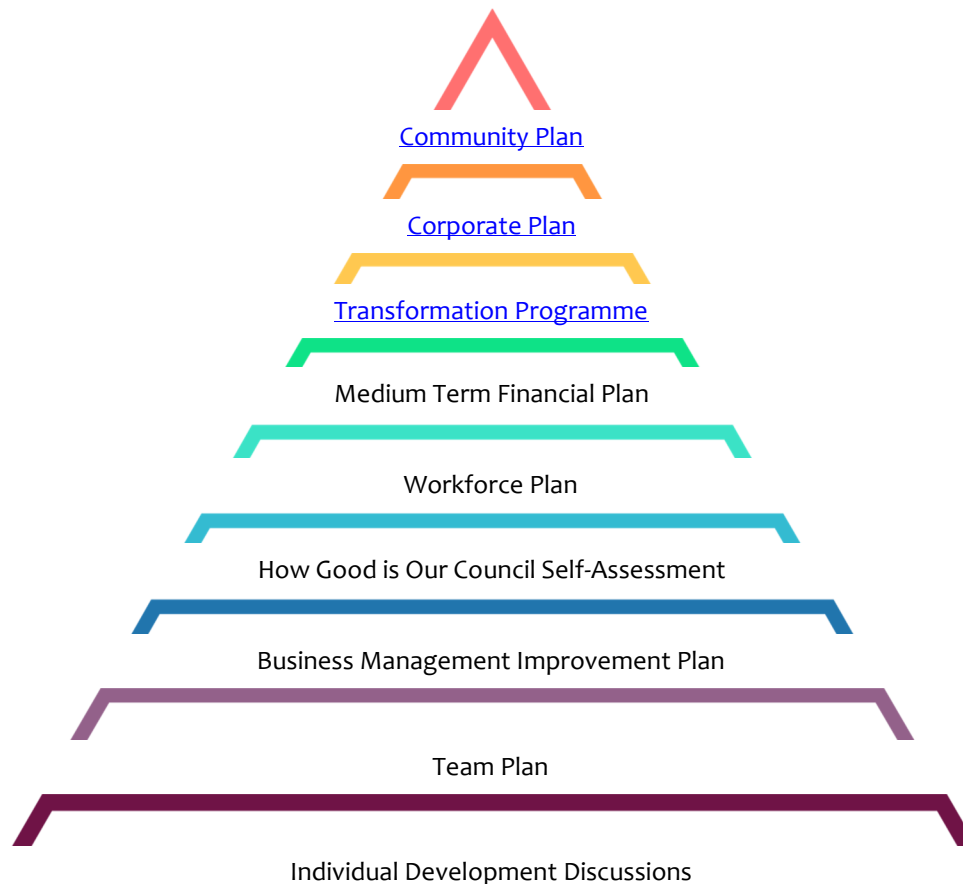 Community Plan
Corporate Plan
Transformation Programme
Medium Term Financial Plan
Workforce Plan
How Good is Our Council Self-Assessment
Business Management Improvement Plan
Team Plan
Individual Development Discussions